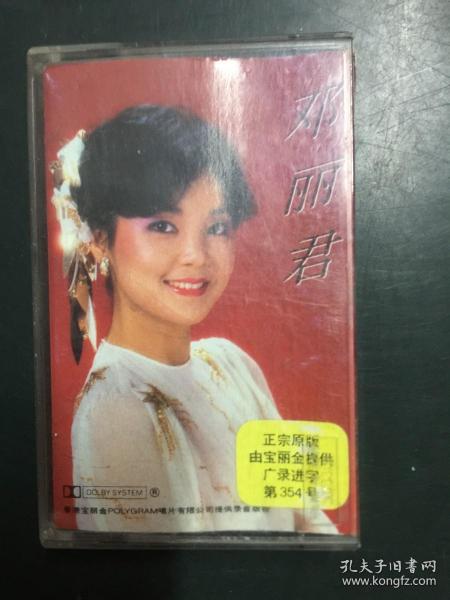 邓丽君
正宗原版
由宝丽金提供
广录进字
第354号
DOLBY SYSTEM ®
香港宝丽金POLYGRAM唱片有限公司提供录音版权
孔夫子旧书网
www.kongfz.com